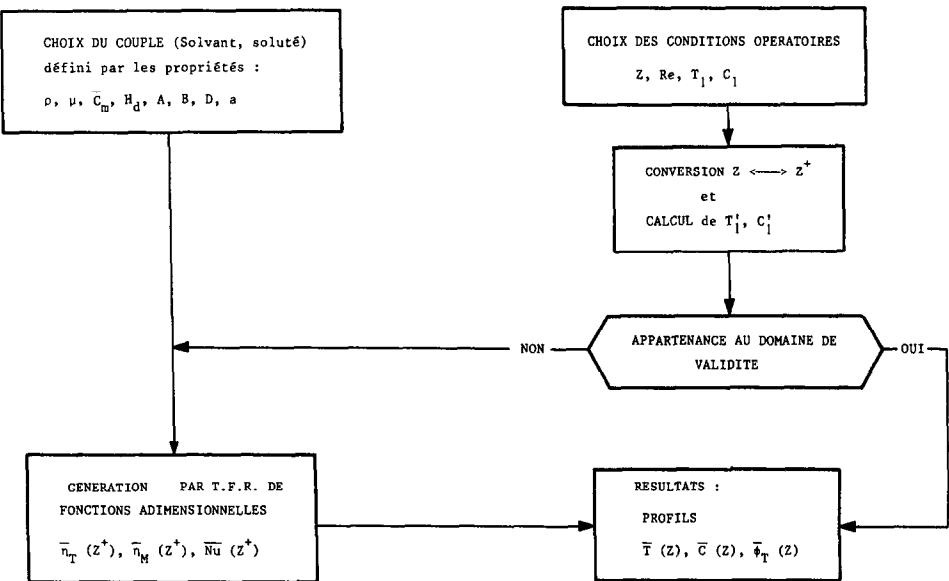 CHOIX DU COUPLE (Solvant, soluté)
défini par les propriétés :
ρ, μ, C̅m, Hd, A, B, D, a
CHOIX DES CONDITIONS OPERATOIRES
Z, Re, T1, C1
CONVERSION Z <——> Z+
et
CALCUL de T'1, C'1
APPARTENANCE AU DOMAINE DE
VALIDITE
NON
OUI
GENERATION PAR T.F.R. DE
FONCTIONS ADIMENSIONNELLES
η̅T (Z+), η̅M (Z+), N̅u̅ (Z+)
RESULTATS :
PROFILS
T̅ (Z), C̅ (Z), ϕ̅T (Z)